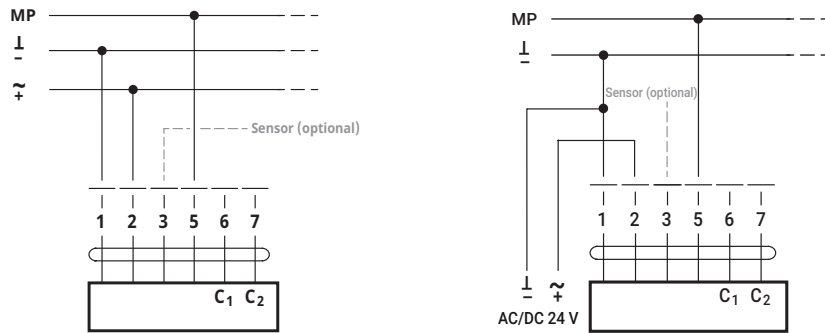 MP
⊥
–
~
+
Sensor (optional)
1 2 3 5 6 7
C₁ C₂
MP
⊥
–
Sensor (optional)
1 2 3 5 6 7
⊥ ~
– +
AC/DC 24 V
C₁ C₂